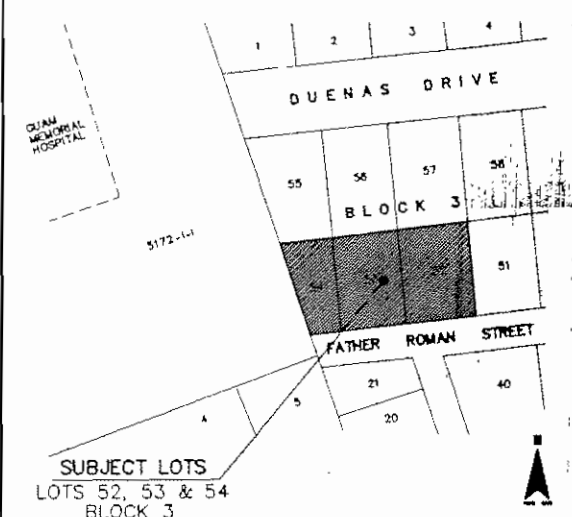 1 2 3 4
DUENAS DRIVE
GUAM
MEMORIAL
HOSPITAL
55 56 57 58
BLOCK 3
5172-1-1
51
FATHER ROMAN STREET
21
40
5
4
20
SUBJECT LOTS
LOTS 52, 53 & 54
BLOCK 3